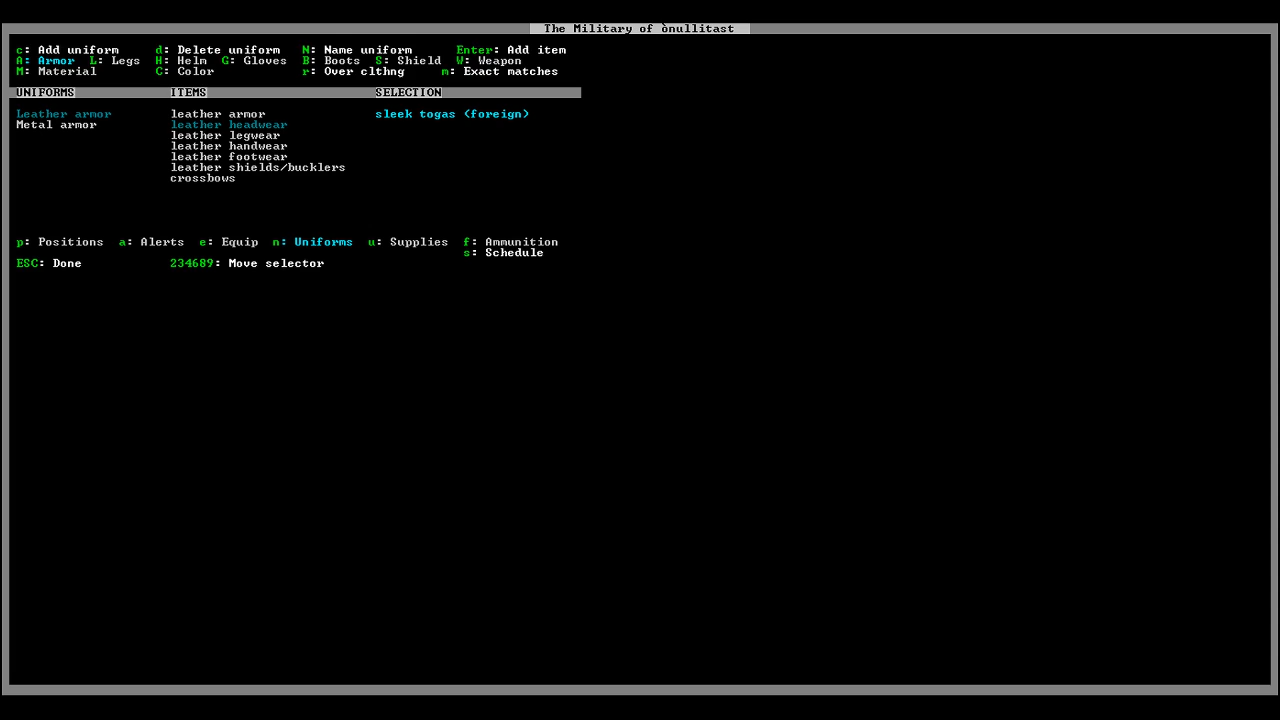 The Military of ònullitast
c: Add uniform d: Delete uniform N: Name uniform Enter: Add item
A: Armor L: Legs H: Helm G: Gloves B: Boots S: Shield W: Weapon
M: Material C: Color r: Over clthng m: Exact matches
UNIFORMS ITEMS SELECTION
Leather armor leather armor sleek togas (foreign)
Metal armor leather headwear
leather legwear
leather handwear
leather footwear
leather shields/bucklers
crossbows
p: Positions a: Alerts e: Equip n: Uniforms u: Supplies f: Ammunition
s: Schedule
ESC: Done 234689: Move selector